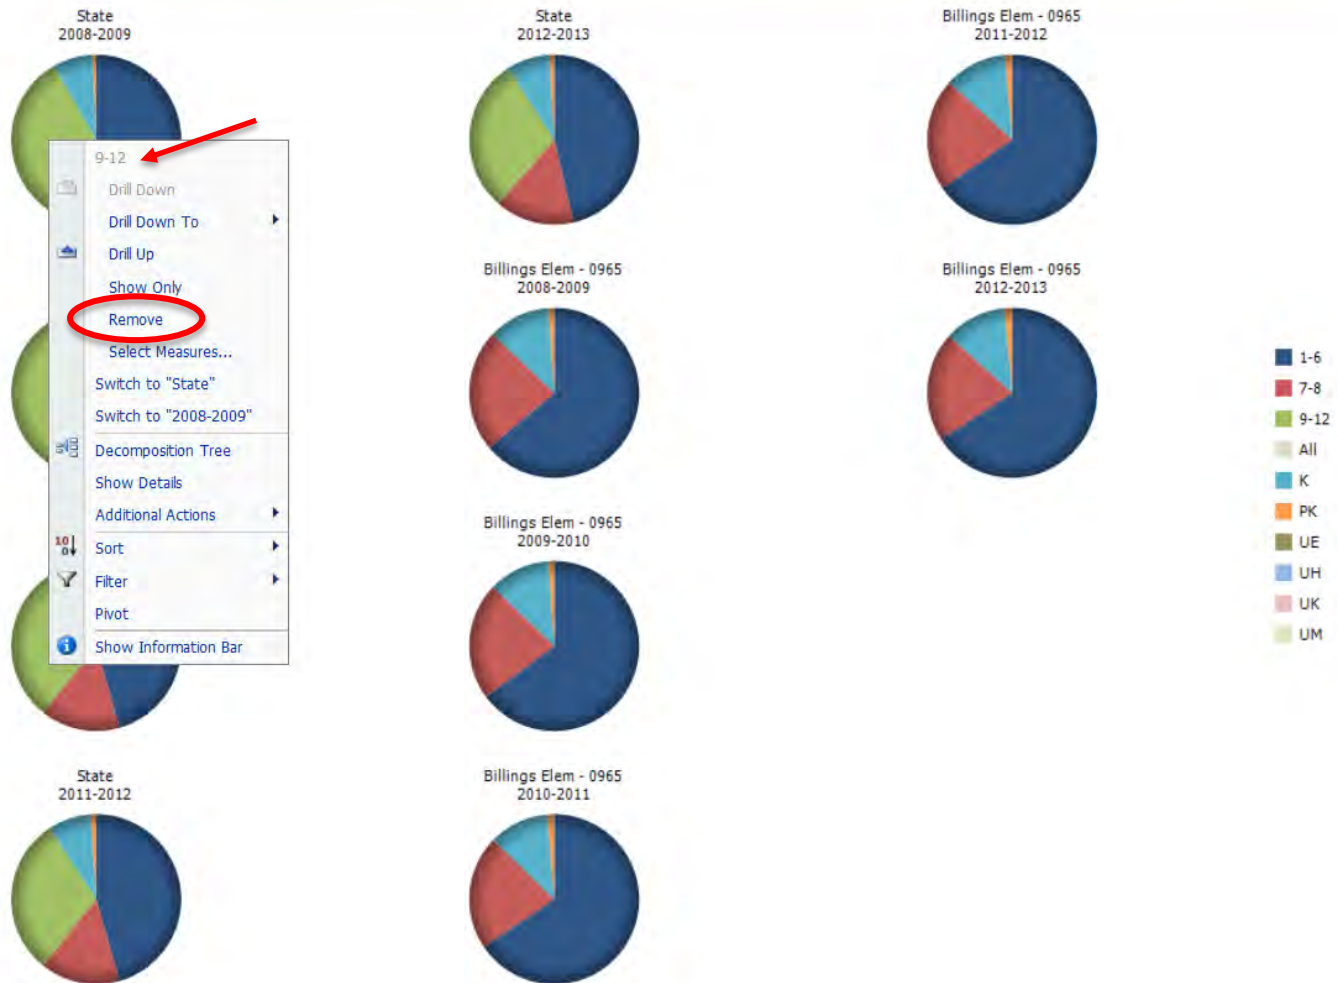 State
2008-2009
State
2012-2013
Billings Elem - 0965
2011-2012
9-12
Drill Down
Drill Down To
Drill Up
Show Only
Remove
Select Measures...
Switch to "State"
Switch to "2008-2009"
Decomposition Tree
Show Details
Additional Actions
10
0
Sort
Filter
Pivot
Show Information Bar
Billings Elem - 0965
2008-2009
Billings Elem - 0965
2012-2013
Billings Elem - 0965
2009-2010
State
2011-2012
Billings Elem - 0965
2010-2011
1-6
7-8
9-12
All
K
PK
UE
UH
UK
UM